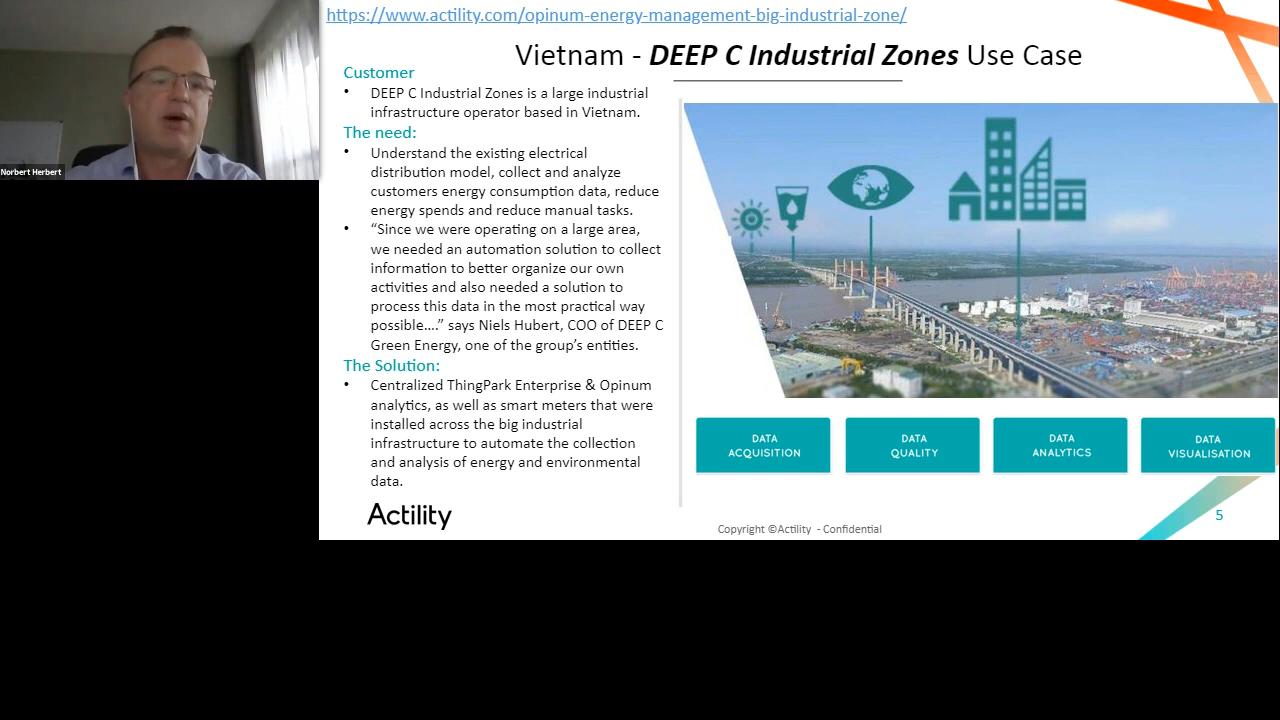 https://www.actility.com/opinum-energy-management-big-industrial-zone/
Vietnam - DEEP C Industrial Zones Use Case
Norbert Herbert
Customer
• DEEP C Industrial Zones is a large industrial
infrastructure operator based in Vietnam.
The need:
• Understand the existing electrical
distribution model, collect and analyze
customers energy consumption data, reduce
energy spends and reduce manual tasks.
• “Since we were operating on a large area,
we needed an automation solution to collect
information to better organize our own
activities and also needed a solution to
process this data in the most practical way
possible....” says Niels Hubert, COO of DEEP C
Green Energy, one of the group’s entities.
The Solution:
• Centralized ThingPark Enterprise & Opinum
analytics, as well as smart meters that were
installed across the big industrial
infrastructure to automate the collection
and analysis of energy and environmental
data.
DATA
ACQUISITION
DATA
QUALITY
DATA
ANALYTICS
DATA
VISUALISATION
Actility
Copyright ©Actility - Confidential
5